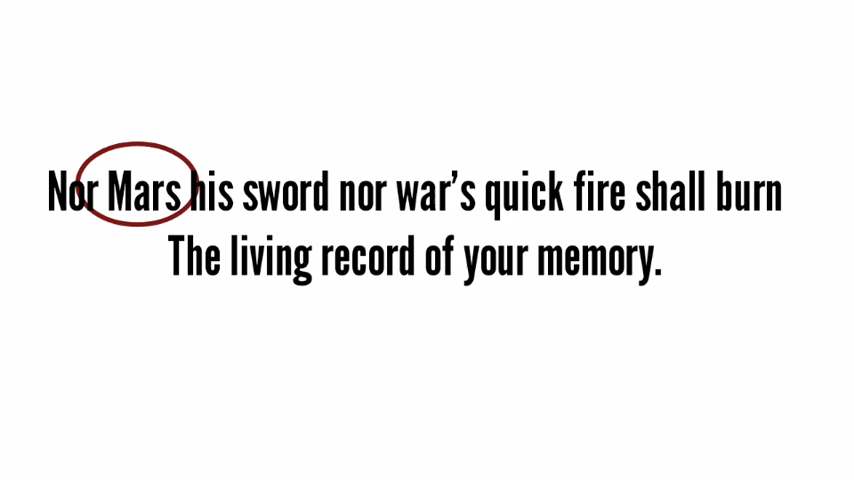 Nor Mars his sword nor war’s quick fire shall burn
The living record of your memory.